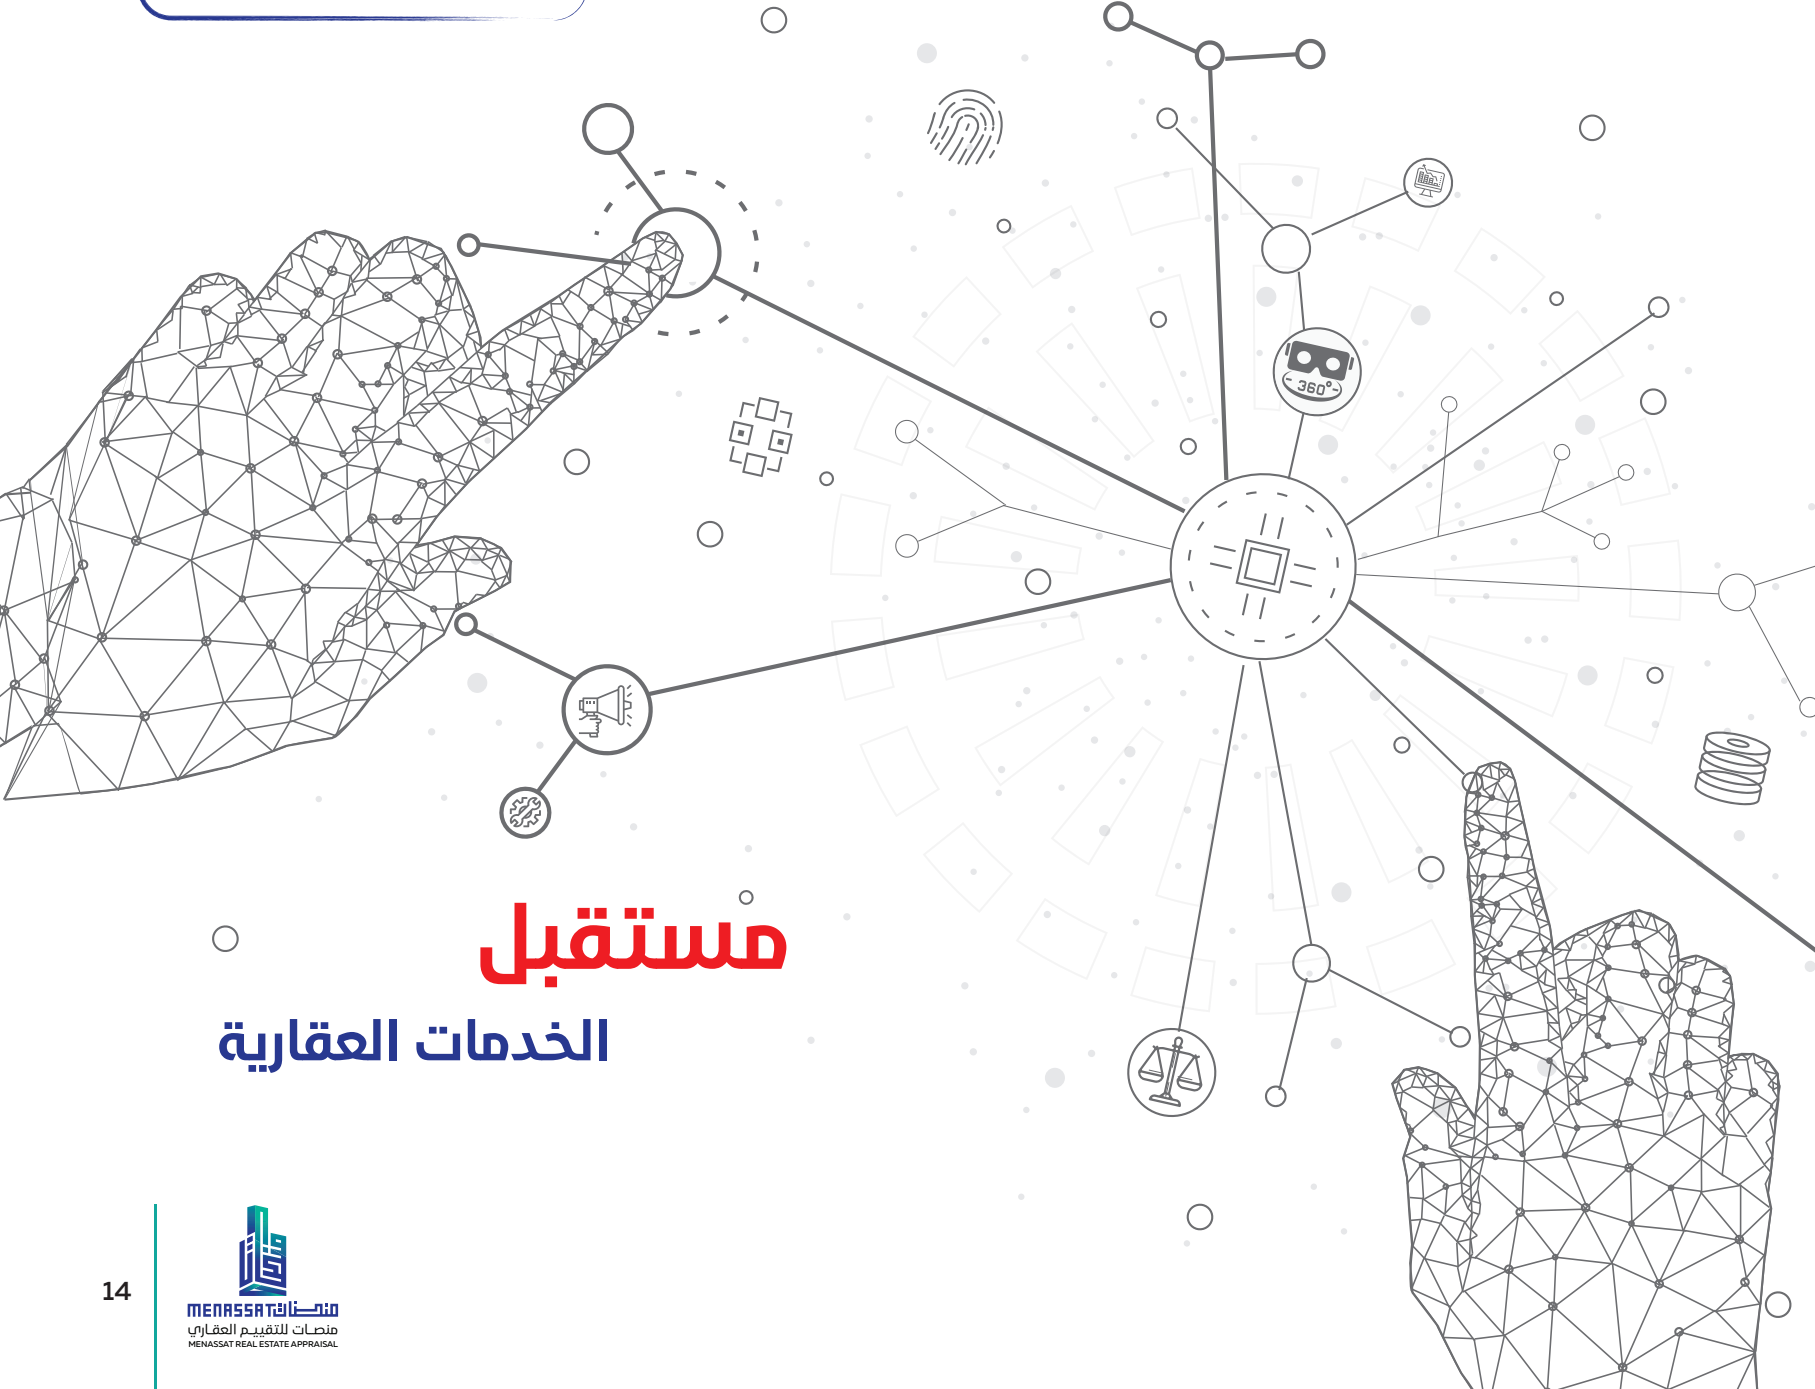 360°
مستقبل
الخدمات العقارية
14
MENASSAT منصات
منصات للتقييم العقاري
MENASSAT REAL ESTATE APPRAISAL